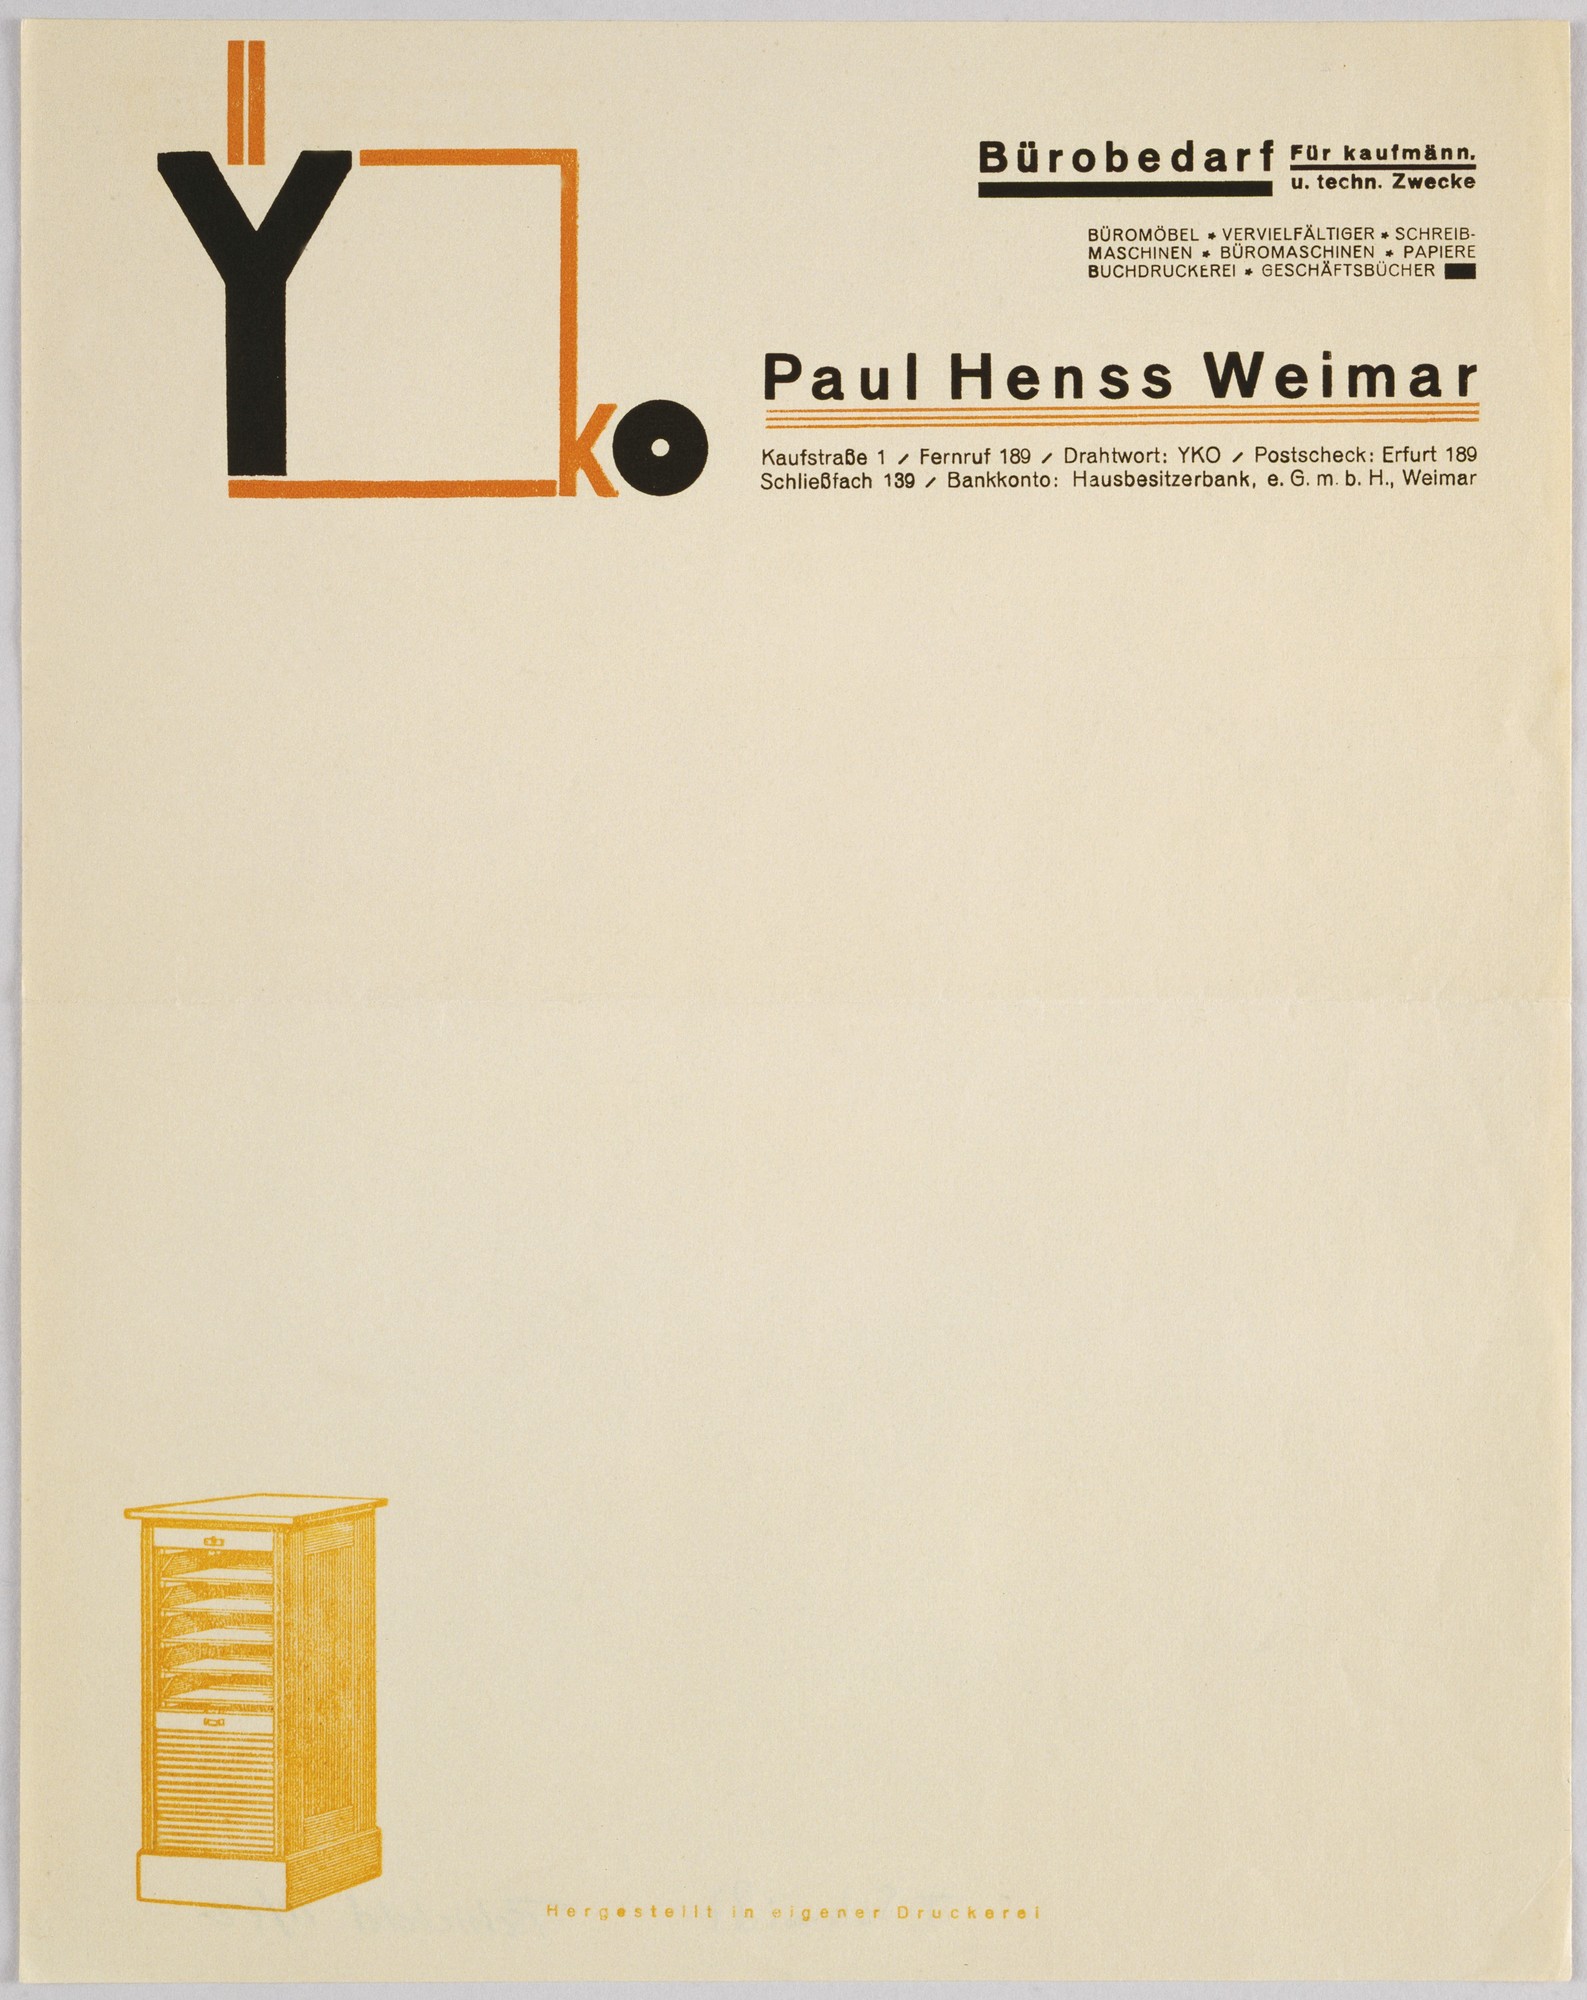 Yko
Bürobedarf Für kaufmänn.
u. techn. Zwecke
BÜROMÖBEL * VERVIELFÄLTIGER * SCHREIB-
MASCHINEN * BÜROMASCHINEN * PAPIERE
BUCHDRUCKEREI * GESCHÄFTSBÜCHER
Paul Henss Weimar
Kaufstraße 1 / Fernruf 189 / Drahtwort: YKO / Postscheck: Erfurt 189
Schließfach 139 / Bankkonto: Hausbesitzerbank, e. G. m. b. H., Weimar
Hergestellt in eigener Druckerei